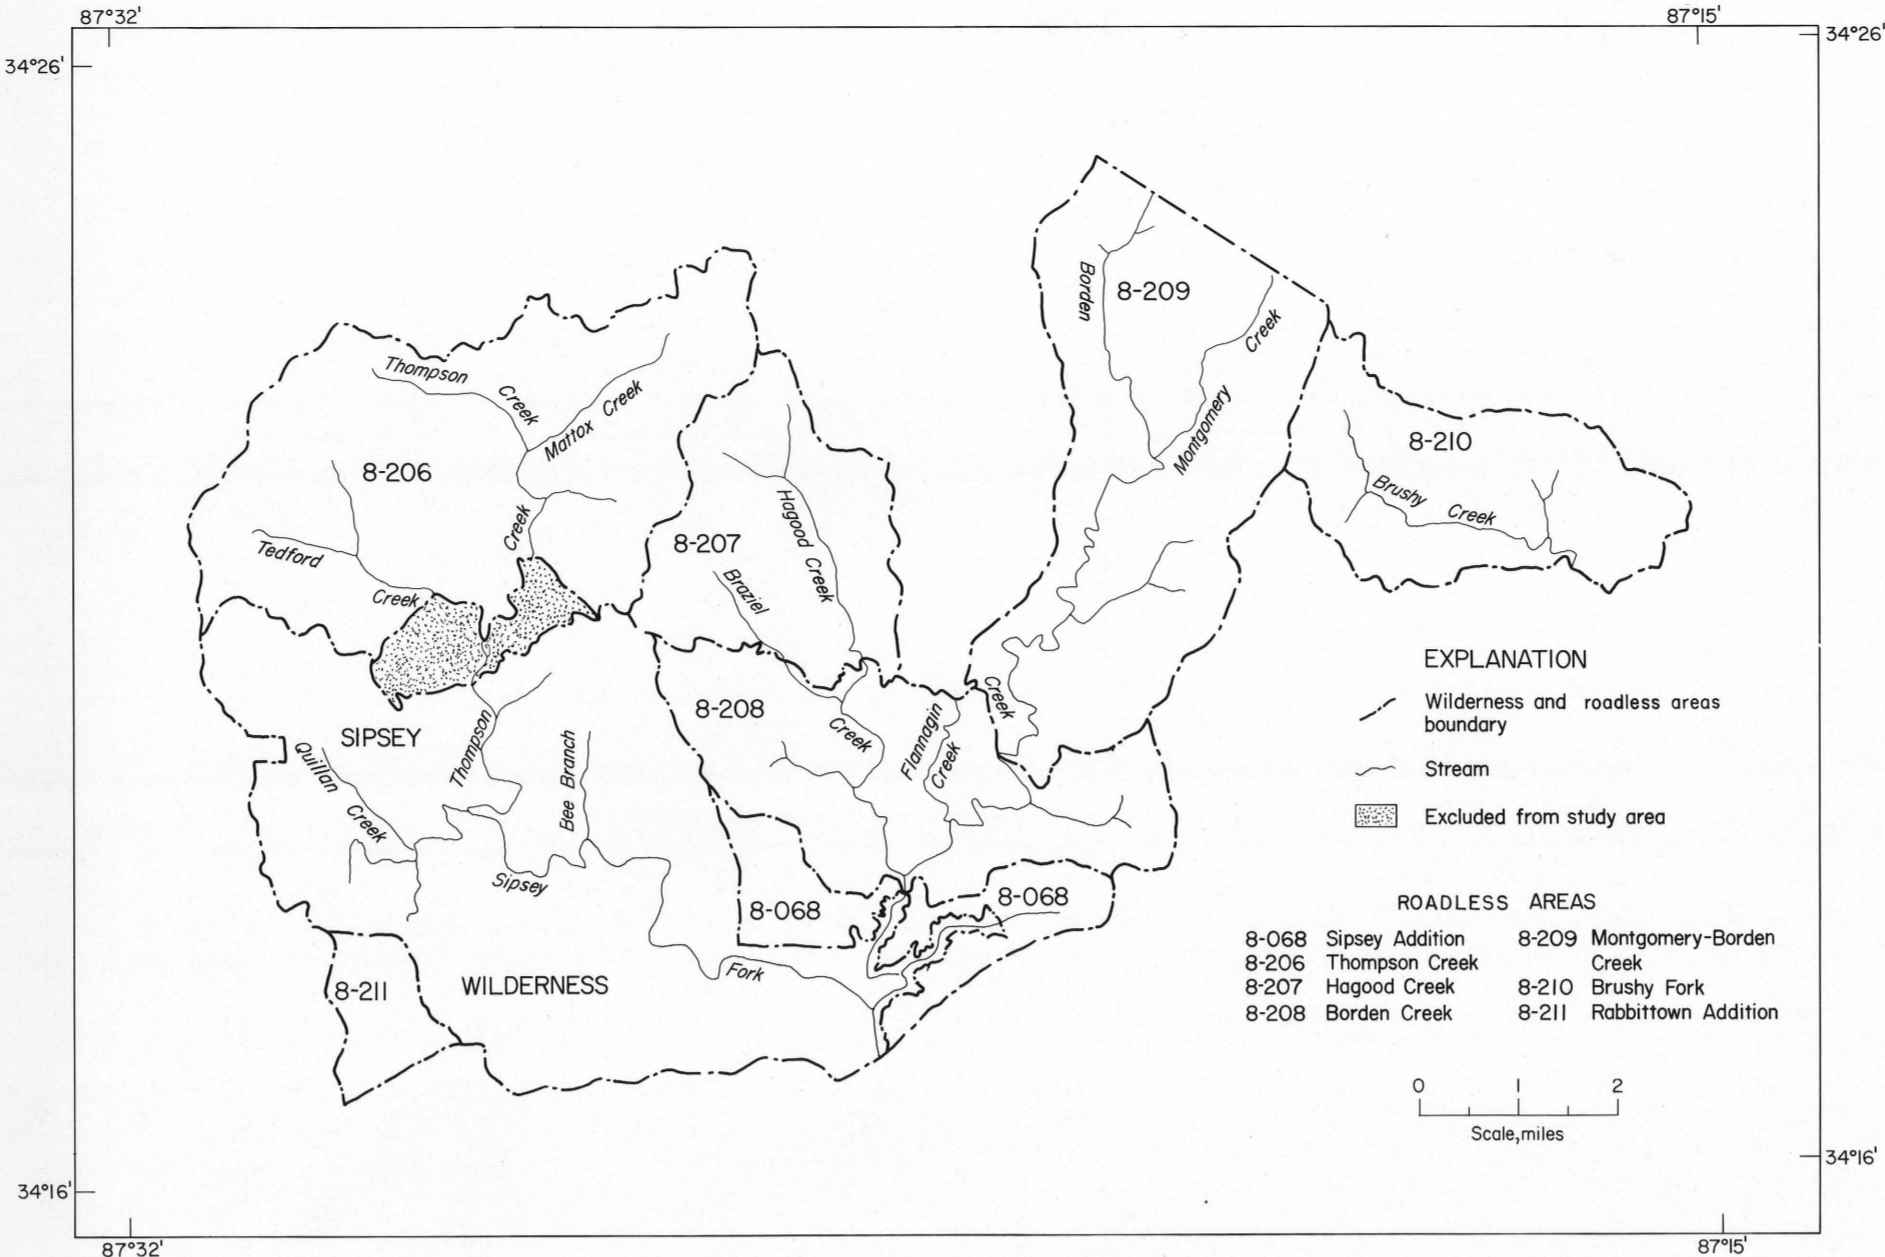 87°32'
87°15'
34°26'
34°26'
Borden
8-209
Creek
Thompson
Creek
Creek
Mattox
Montgomery
8-210
8-206
Brushy
Creek
Hagood Creek
Creek
8-207
Tedford
Braziel
Creek
EXPLANATION
Wilderness and roadless areas
boundary
Stream
Excluded from study area
Creek
8-208
Flannagin
Creek
Creek
SIPSEY
Thompson
Quillan
Creek
Bee Branch
Sipsey
8-068
8-068
ROADLESS AREAS
8-068 Sipsey Addition
8-206 Thompson Creek
8-207 Hagood Creek
8-208 Borden Creek
8-209 Montgomery-Borden
Creek
8-210 Brushy Fork
8-211 Rabbittown Addition
Fork
8-211
WILDERNESS
0 1 2
Scale,miles
34°16'
34°16'
87°32'
87°15'